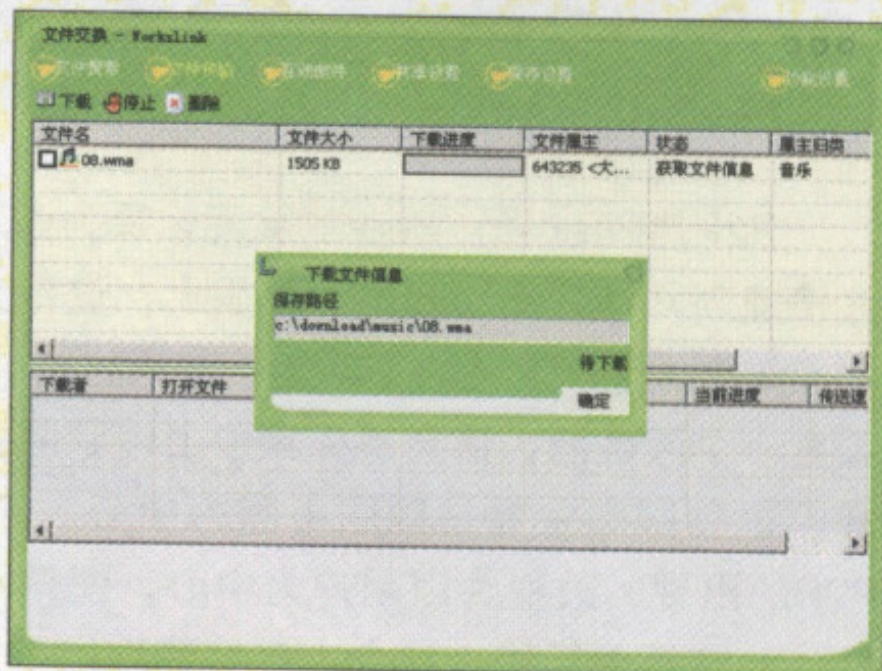 文件交换 - Workslink
下载 停止 删除
文件名 文件大小 下载进度 文件属主 状态 属主归类
08.wma 1505 KB 643235 <大... 获取文件信息 音乐
下载文件信息
保存路径
c:\download\music\08.wma
待下载
确定
下载者 打开文件 当前进度 传送速